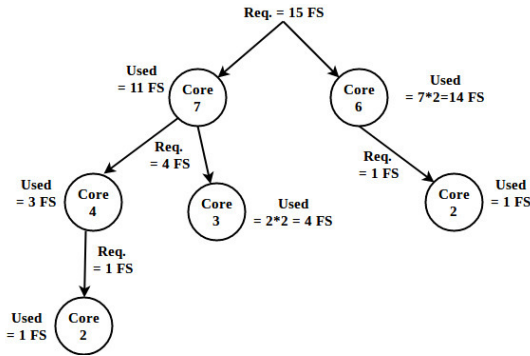 Req. = 15 FS
Used
= 11 FS
Core
7
Core
6
Used
= 7*2=14 FS
Req.
= 4 FS
Req.
= 1 FS
Used
= 3 FS
Core
4
Core
3
Used
= 2*2 = 4 FS
Core
2
Used
= 1 FS
Req.
= 1 FS
Used
= 1 FS
Core
2